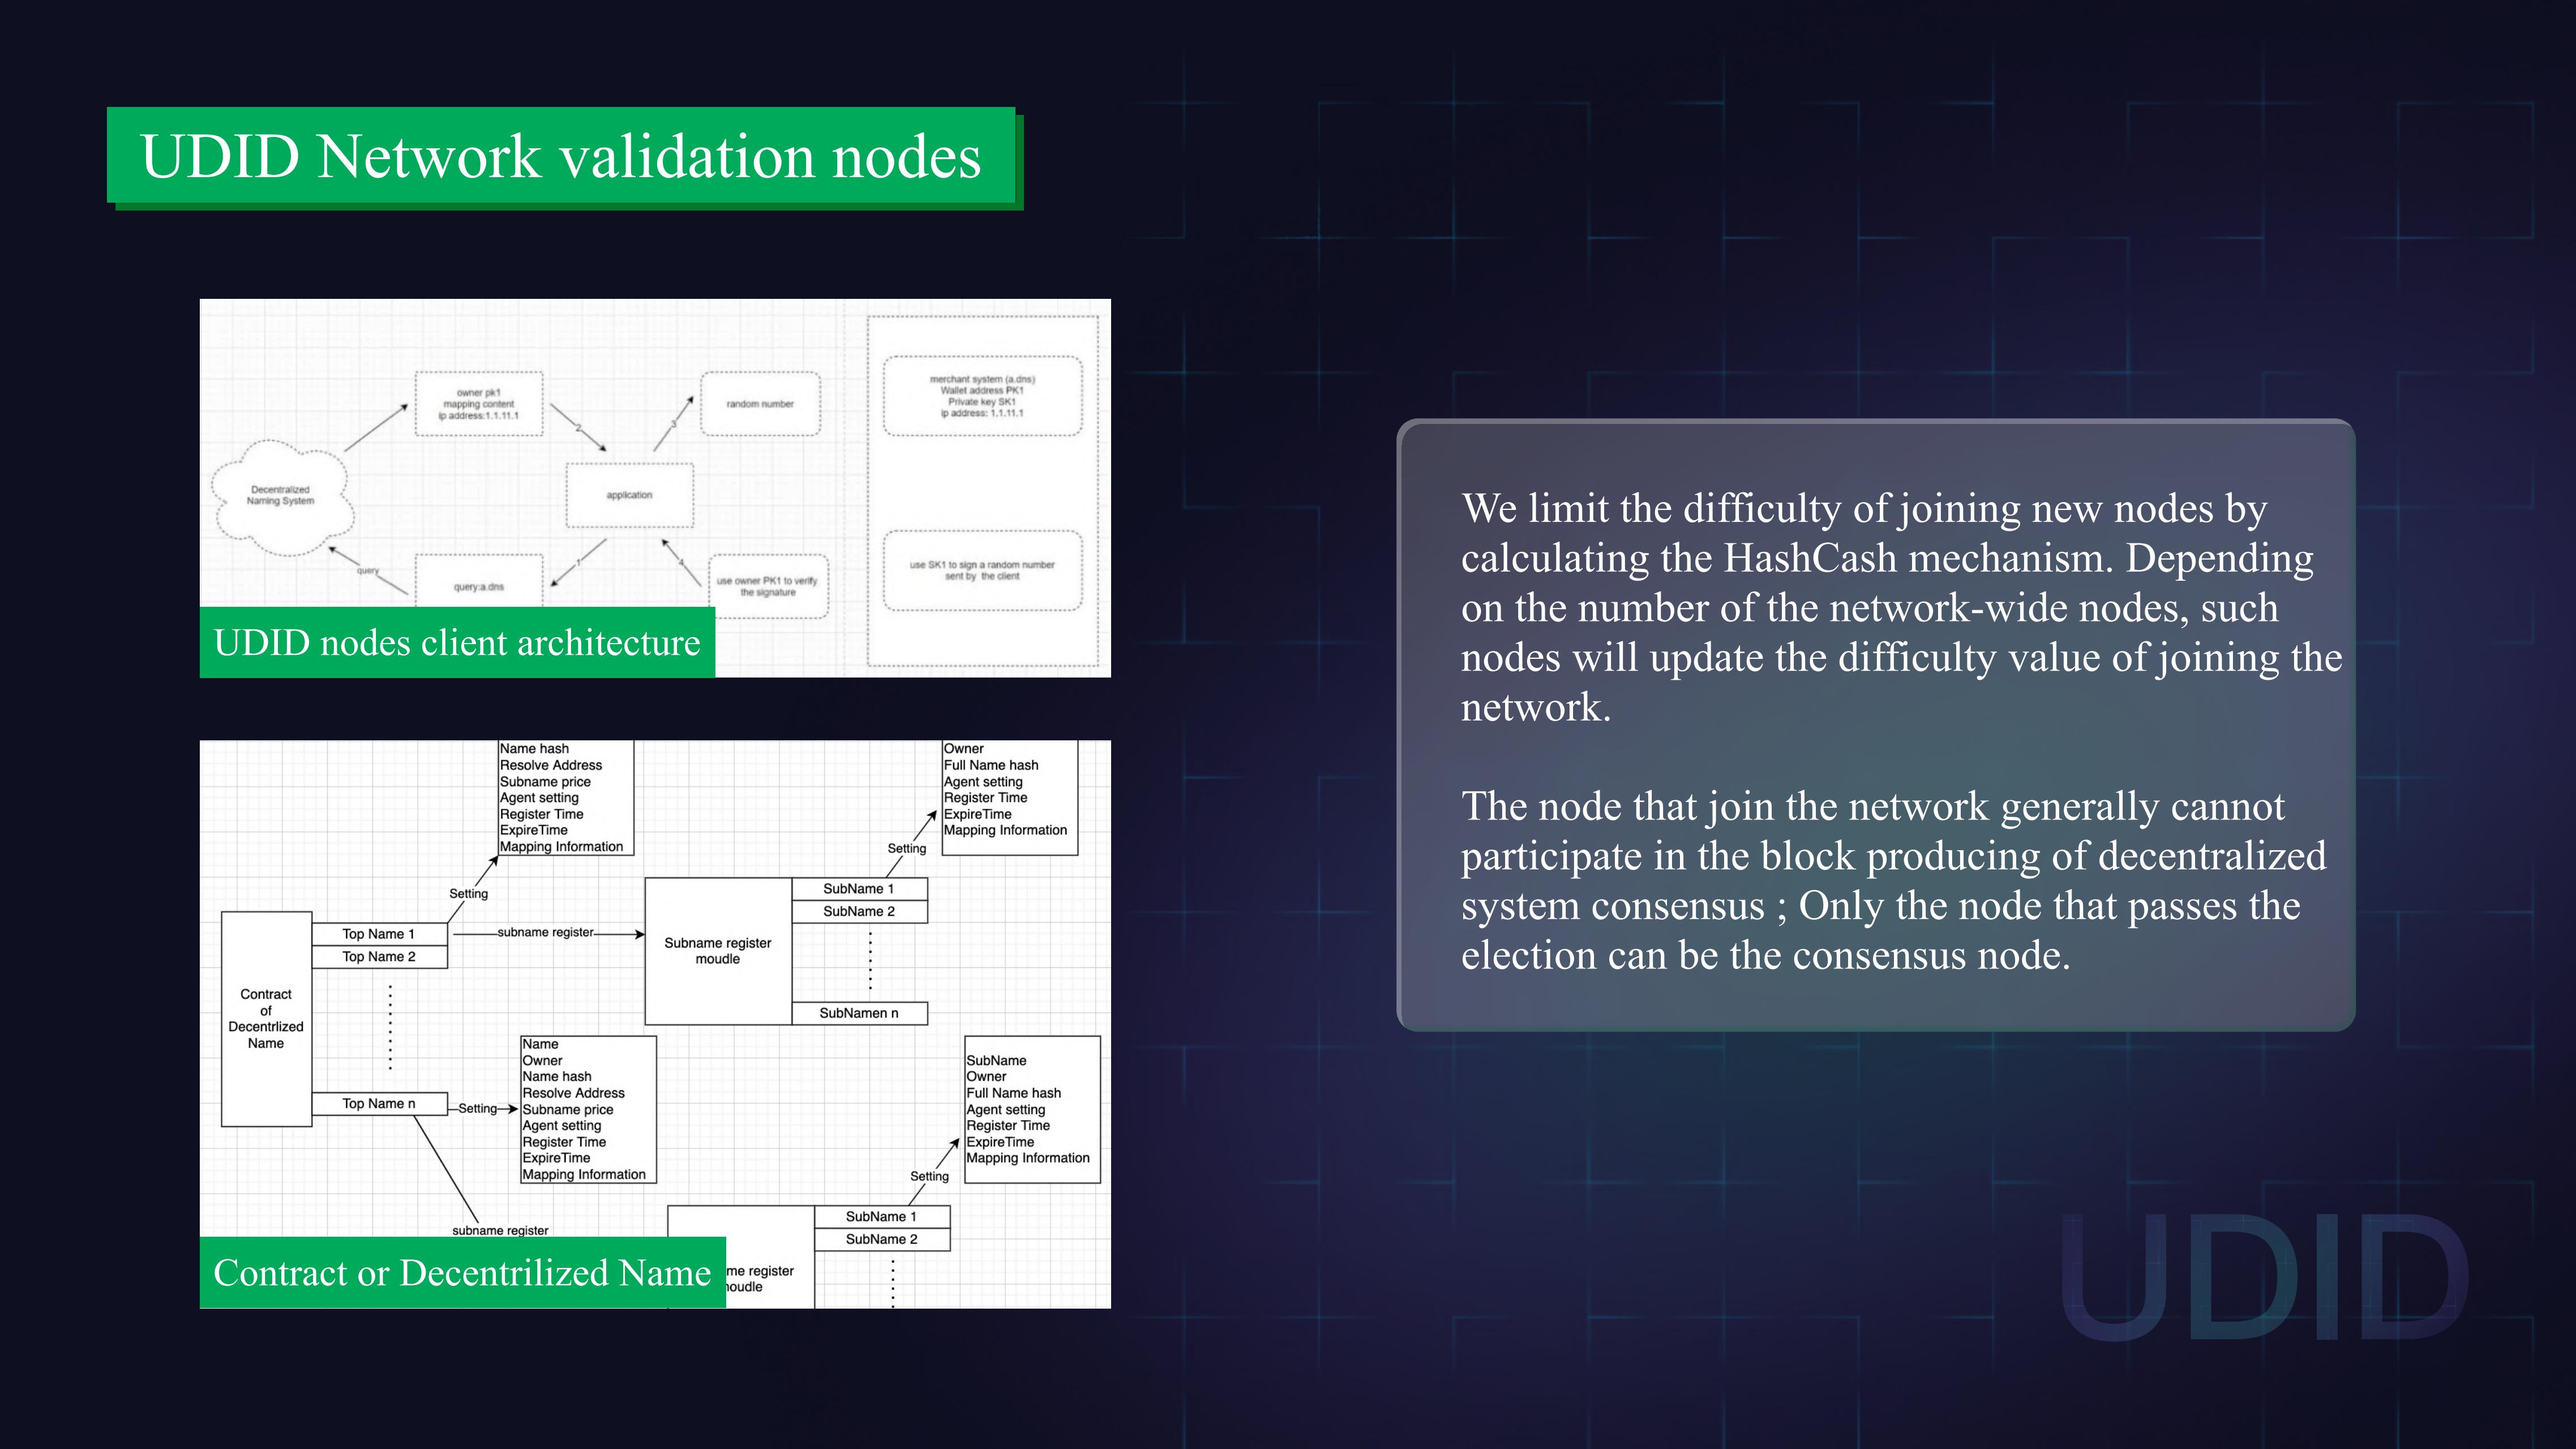 UDID Network validation nodes
owner pk1
mapping content
ip address:1.1.11.1
random number
merchant system (a.dns)
Wallet address PK1
Private key SK1
ip address: 1.1.11.1
2
3
Decentralized
Naming System
application
query
1
4
query:a.dns
use owner PK1 to verify
the signature
use SK1 to sign a random number
sent by the client
UDID nodes client architecture
Name hash
Resolve Address
Subname price
Agent setting
Register Time
ExpireTime
Mapping Information
Owner
Full Name hash
Agent setting
Register Time
ExpireTime
Mapping Information
Setting
Setting
Contract
of
Decentrlized
Name
Top Name 1
Top Name 2
Top Name n
subname register
Subname register
moudle
SubName 1
SubName 2
SubNamen n
Setting
Name
Owner
Name hash
Resolve Address
Subname price
Agent setting
Register Time
ExpireTime
Mapping Information
SubName
Owner
Full Name hash
Agent setting
Register Time
ExpireTime
Mapping Information
Setting
subname register
SubName 1
SubName 2
me register
oudle
Contract or Decentrilized Name
We limit the difficulty of joining new nodes by
calculating the HashCash mechanism. Depending
on the number of the network-wide nodes, such
nodes will update the difficulty value of joining the
network.
The node that join the network generally cannot
participate in the block producing of decentralized
system consensus ; Only the node that passes the
election can be the consensus node.
UDID